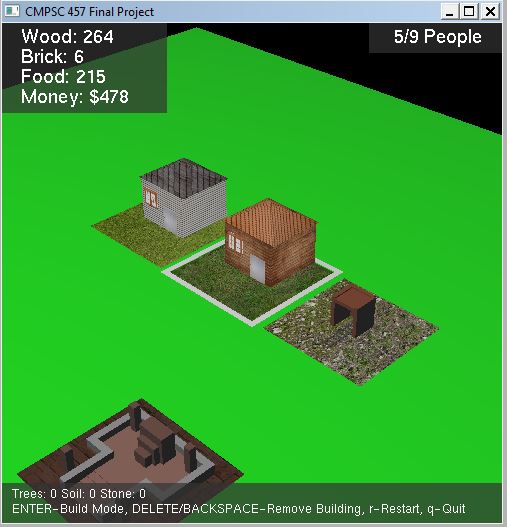 CMPSC 457 Final Project
Wood: 264
Brick: 6
Food: 215
Money: $478
5/9 People
Trees: 0 Soil: 0 Stone: 0
ENTER-Build Mode, DELETE/BACKSPACE-Remove Building, r-Restart, q-Quit